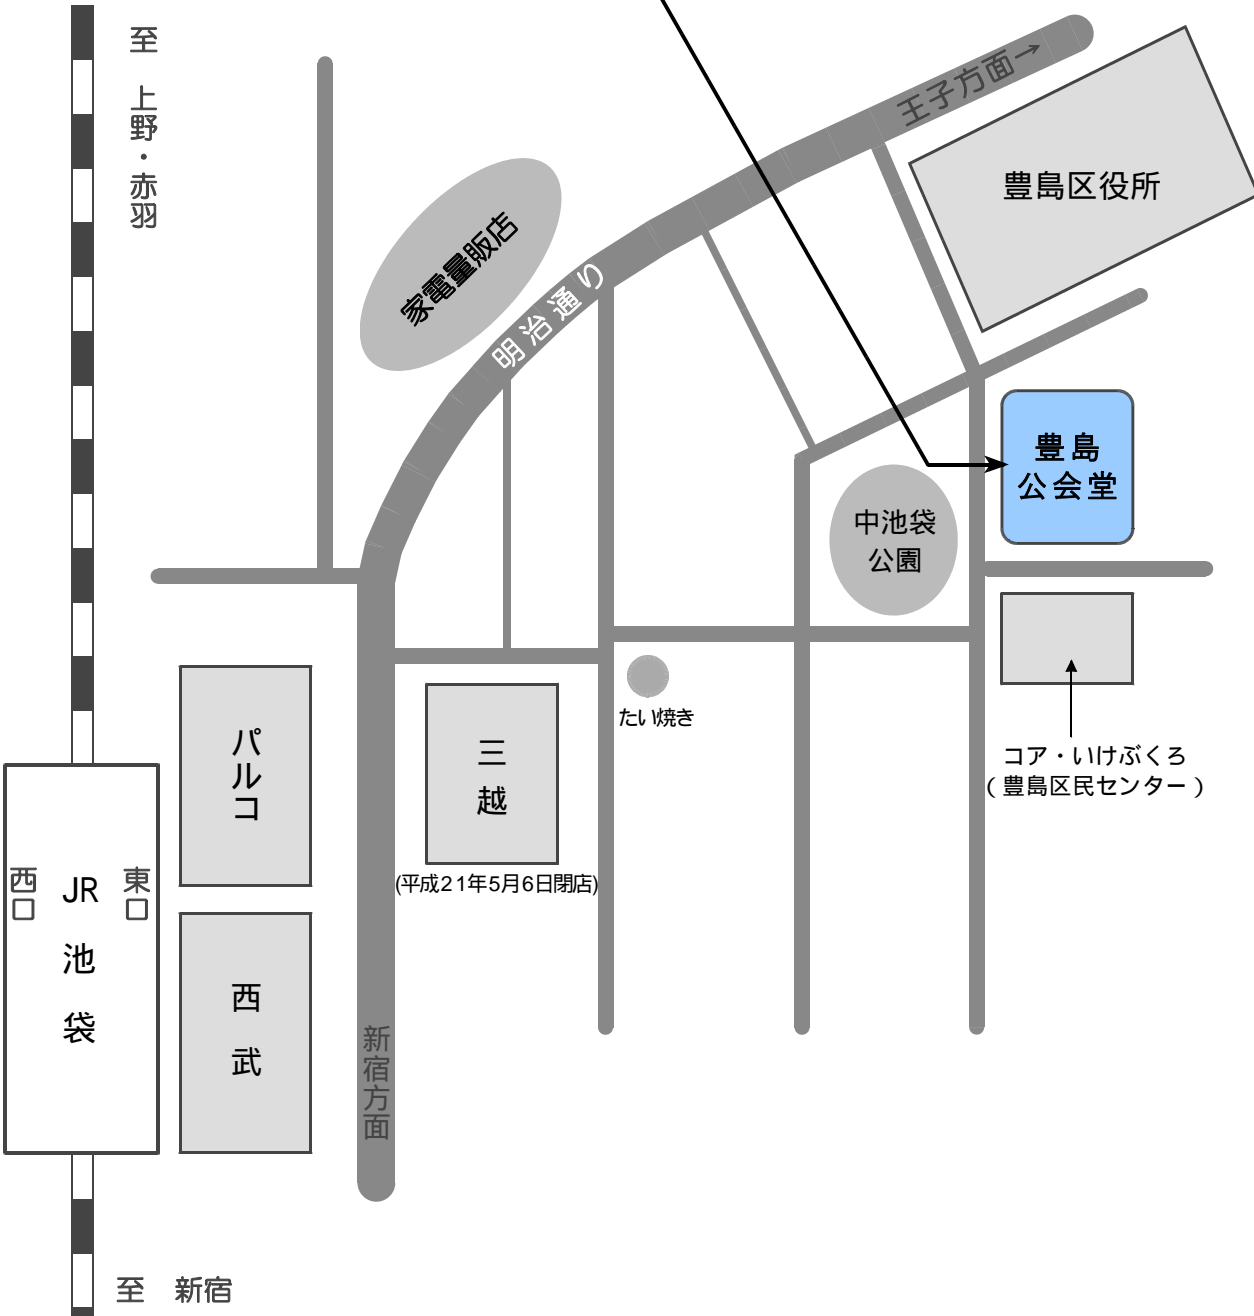 至 上野・赤羽
王子方面→
豊島区役所
家電量販店
明治通り
豊島
公会堂
中池袋
公園
たい焼き
パルコ
三越
コア・いけぶくろ
(豊島区民センター)
西口
JR池袋
東口
(平成21年5月6日閉店)
西武
新宿方面
至 新宿